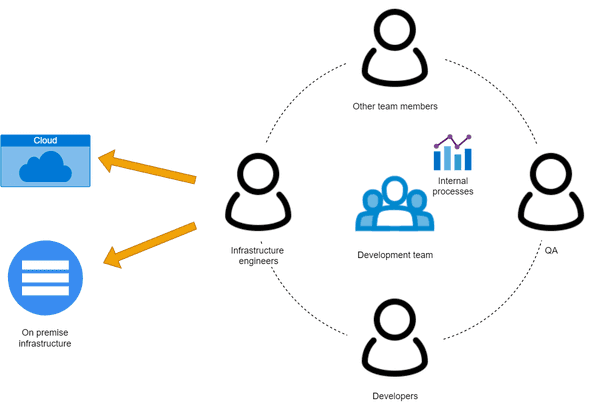 Other team members
Cloud
Internal
processes
Infrastructure
engineers
Development team
QA
On premise
infrastructure
Developers